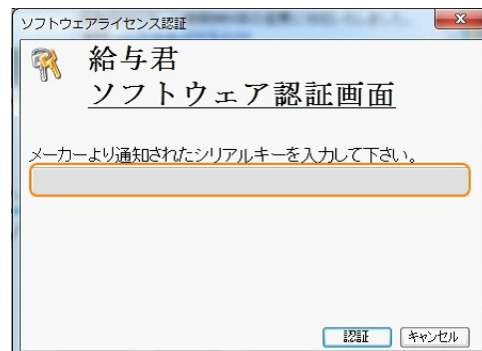 ソフトウェアライセンス認証
給与君
ソフトウェア認証画面
メーカーより通知されたシリアルキーを入力して下さい。
認証
キャンセル